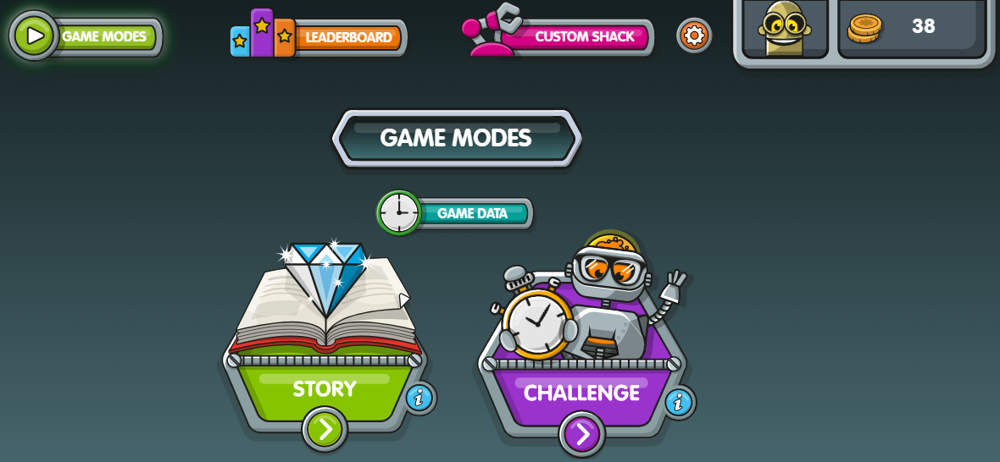 GAME MODES
LEADERBOARD
CUSTOM SHACK
38
GAME MODES
GAME DATA
STORY
i
CHALLENGE
i